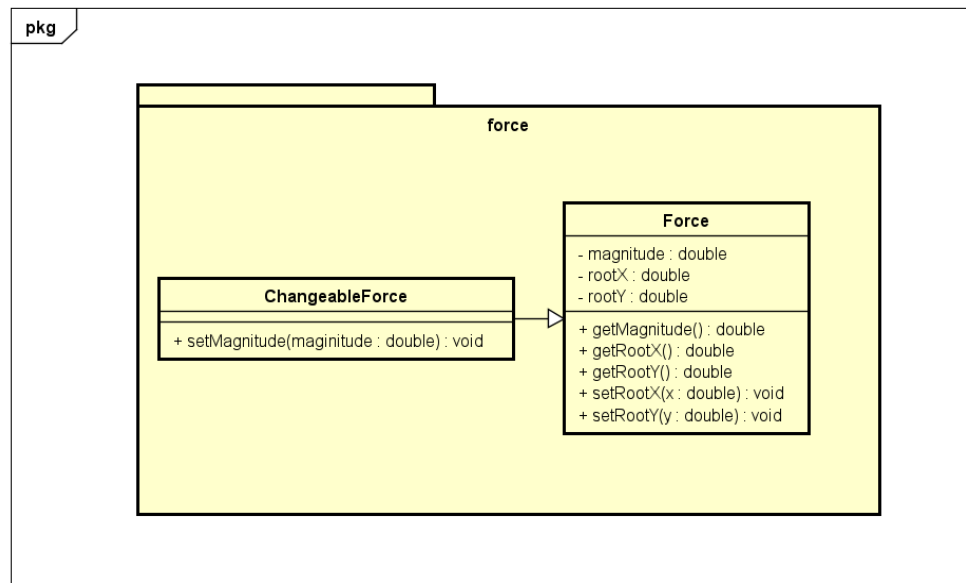 pkg
force
ChangeableForce
+ setMagnitude(maginitude : double) : void
Force
- magnitude : double
- rootX : double
- rootY : double
+ getMagnitude() : double
+ getRootX() : double
+ getRootY() : double
+ setRootX(x : double) : void
+ setRootY(y : double) : void